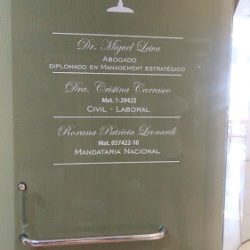 Dr. Miguel Leiva
Abogado
diplomado en Management estratégico
Dra. Cristina Carrasco
Mat. 1-29422
Civil - Laboral
Roxana Patricia Leonardi
Mat. 037422-10
Mandataria Nacional